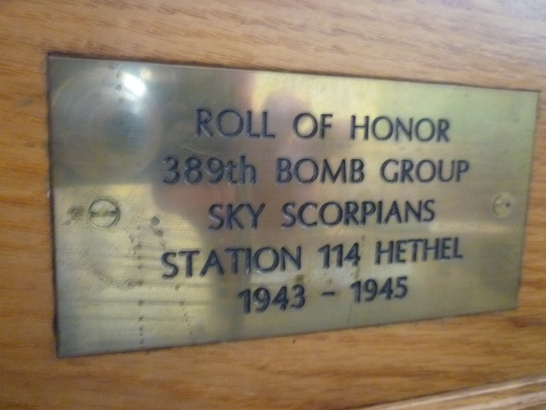 ROLL OF HONOR
389th BOMB GROUP
SKY SCORPIANS
STATION 114 HETHEL
1943 - 1945